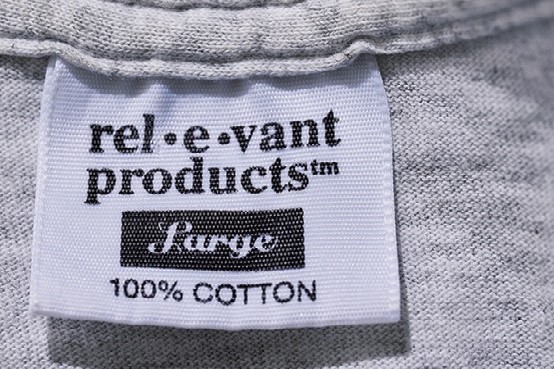 rel•e•vant
products™
Large
100% COTTON